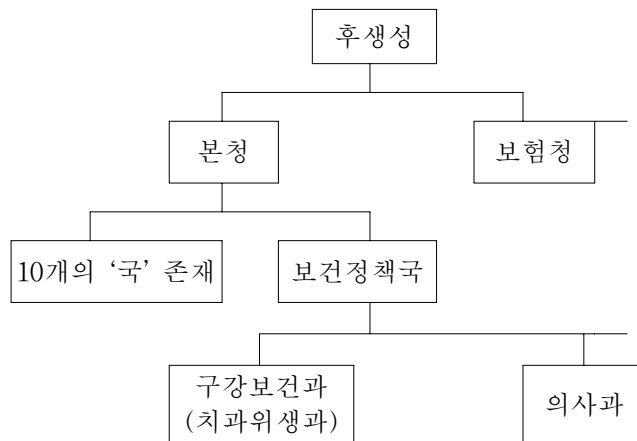 후생성
본청
보험청
10개의 ‘국’ 존재
보건정책국
구강보건과
(치과위생과)
의사과